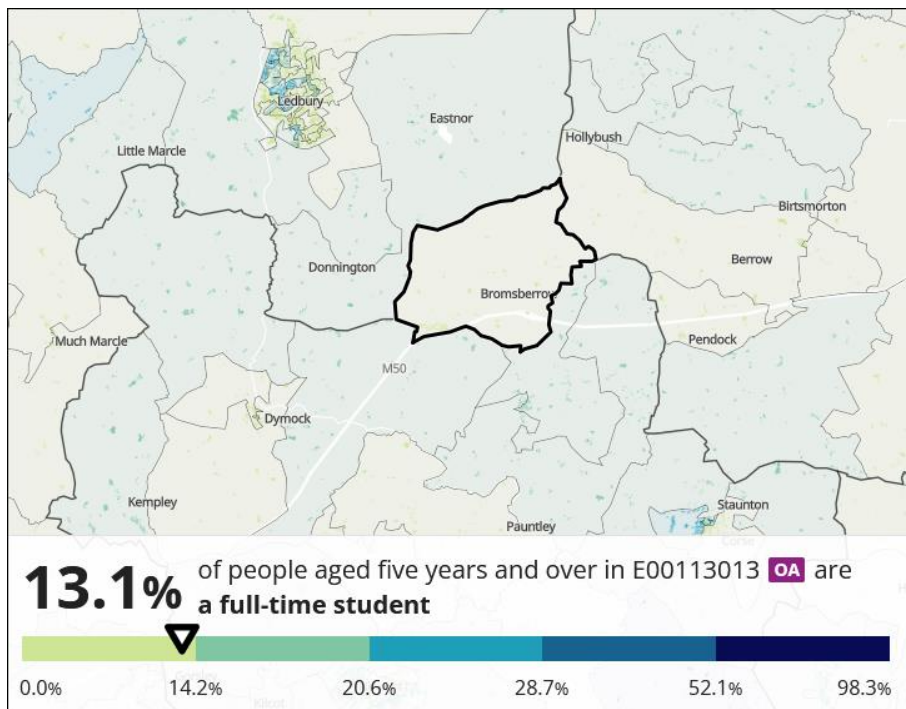 Ledbury
Eastnor
Hollybush
Little Marcle
Birtsmorton
Donnington
Berrow
Bromsberrow
Much Marcle
Pendock
M50
Dymock
Kempley
Staunton
Pauntley
Corse
13.1% of people aged five years and over in E00113013 OA are
a full-time student
0.0% 14.2% 20.6% 28.7% 52.1% 98.3%
Kilcot